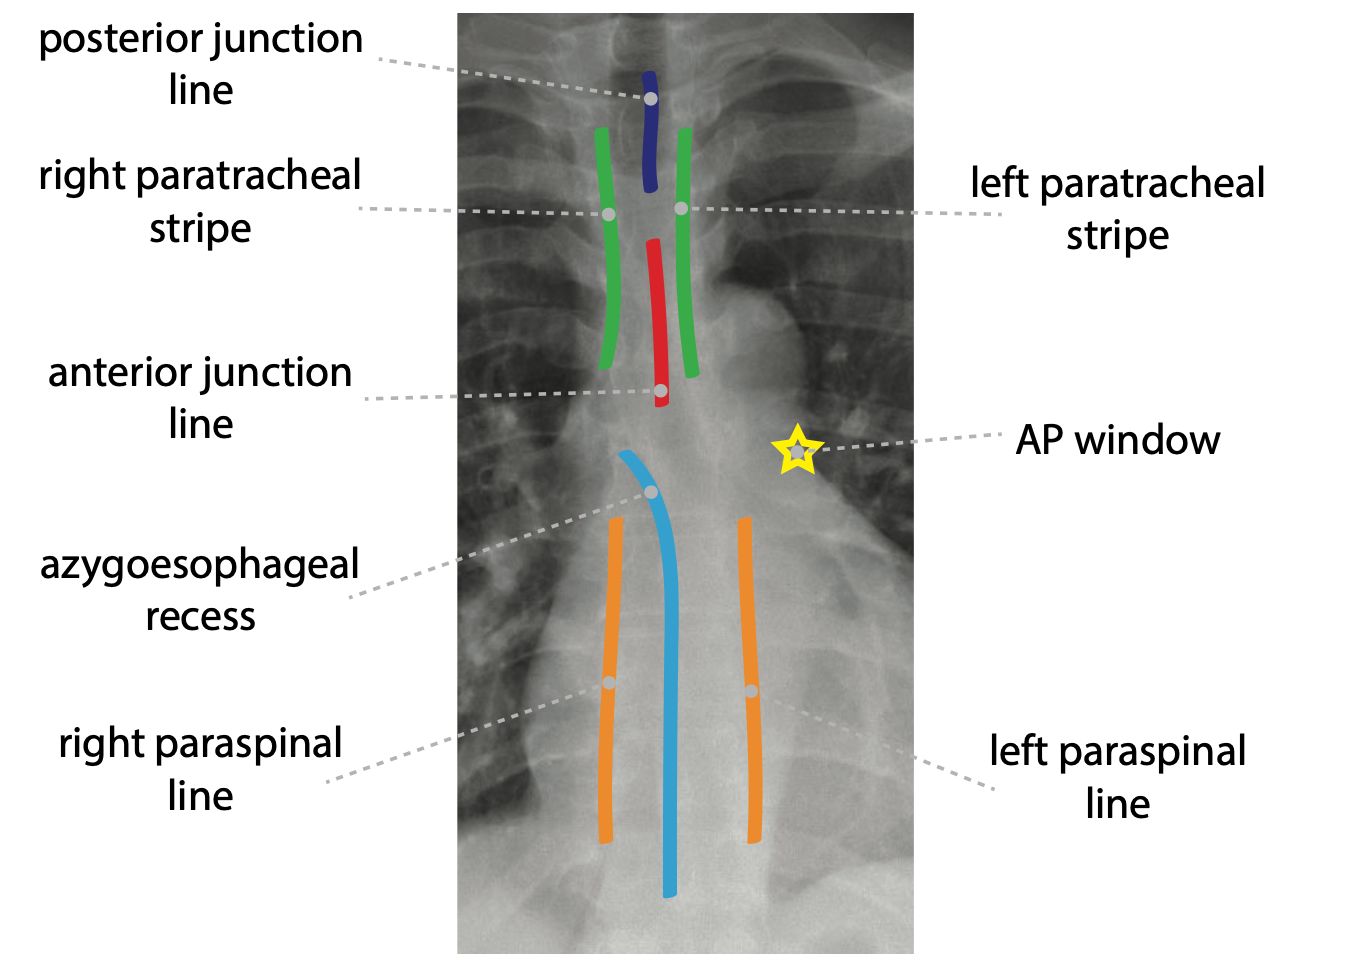 posterior junction
line
right paratracheal
stripe
left paratracheal
stripe
anterior junction
line
AP window
azygoesophageal
recess
right paraspinal
line
left paraspinal
line